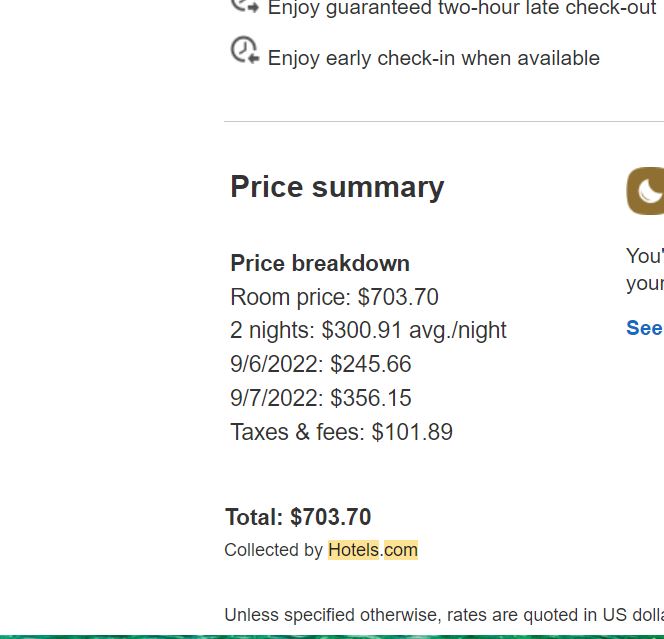 Enjoy guaranteed two-hour late check-out
Enjoy early check-in when available
Price summary
Price breakdown
Room price: $703.70
2 nights: $300.91 avg./night
9/6/2022: $245.66
9/7/2022: $356.15
Taxes & fees: $101.89
Total: $703.70
Collected by Hotels.com
You'
your
See
Unless specified otherwise, rates are quoted in US dolla